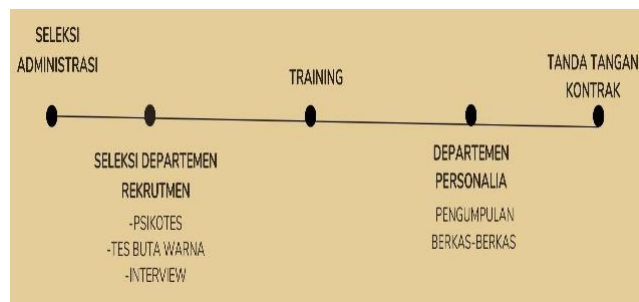 SELEKSI
ADMINISTRASI
SELEKSI DEPARTEMEN
REKRUTMEN
-PSIKOTES
-TES BUTA WARNA
-INTERVIEW
TRAINING
DEPARTEMEN
PERSONALIA
PENGUMPULAN
BERKAS-BERKAS
TANDA TANGAN
KONTRAK